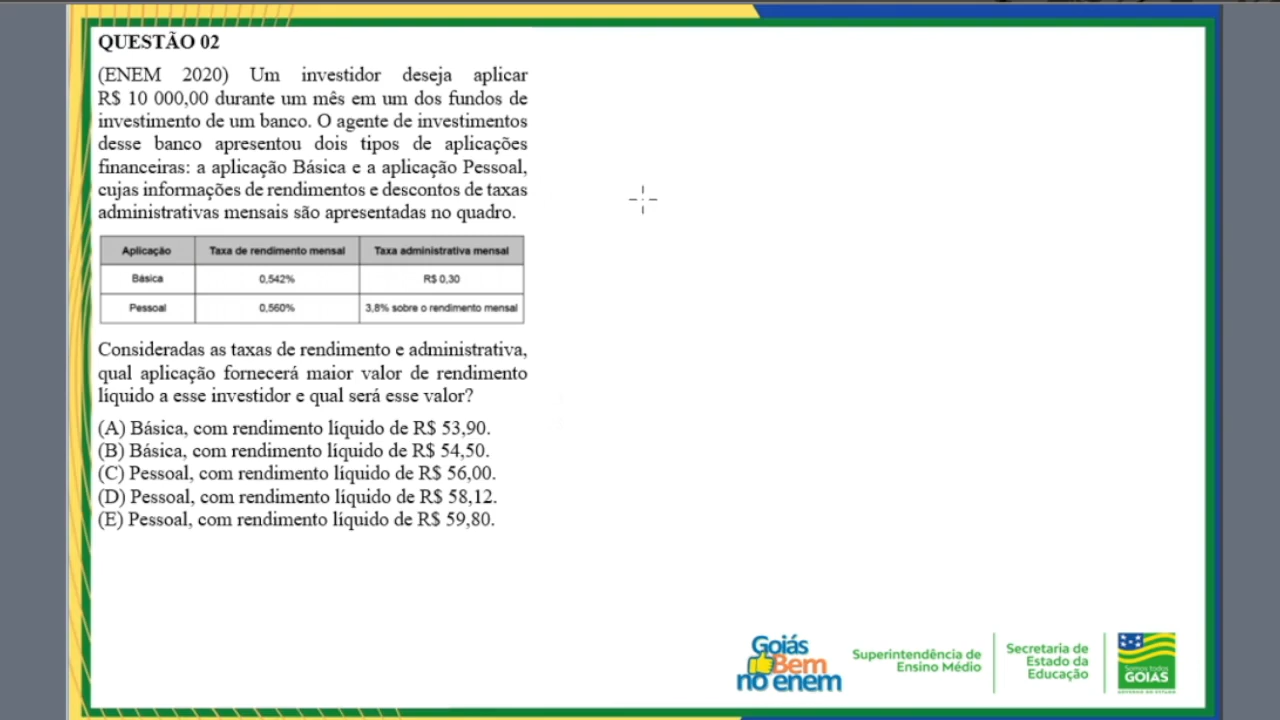 QUESTÃO 02
(ENEM 2020) Um investidor deseja aplicar
R$ 10 000,00 durante um mês em um dos fundos de
investimento de um banco. O agente de investimentos
desse banco apresentou dois tipos de aplicações
financeiras: a aplicação Básica e a aplicação Pessoal,
cujas informações de rendimentos e descontos de taxas
administrativas mensais são apresentadas no quadro.
Aplicação Taxa de rendimento mensal Taxa administrativa mensal
Básica 0,542% R$ 0,30
Pessoal 0,560% 3,8% sobre o rendimento mensal
Consideradas as taxas de rendimento e administrativa,
qual aplicação fornecerá maior valor de rendimento
líquido a esse investidor e qual será esse valor?
(A) Básica, com rendimento líquido de R$ 53,90.
(B) Básica, com rendimento líquido de R$ 54,50.
(C) Pessoal, com rendimento líquido de R$ 56,00.
(D) Pessoal, com rendimento líquido de R$ 58,12.
(E) Pessoal, com rendimento líquido de R$ 59,80.
Goiás
Bem
no enem
Superintendência de
Ensino Médio
Secretaria de
Estado da
Educação
Somos todos
GOIÁS
GOVERNO DO ESTADO